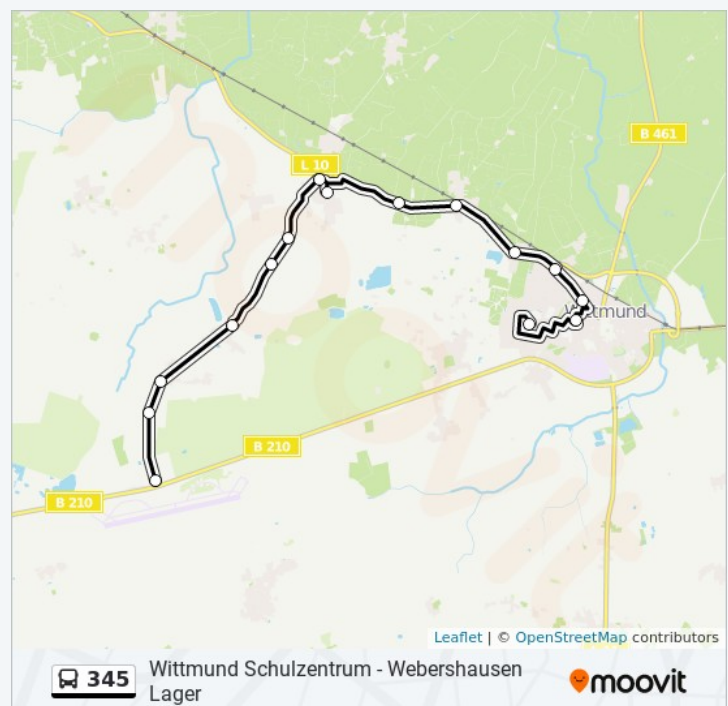 B 461
L 10
Wittmund
B 210
B 210
Leaflet | © OpenStreetMap contributors
345 Wittmund Schulzentrum - Webershausen
Lager
moovit